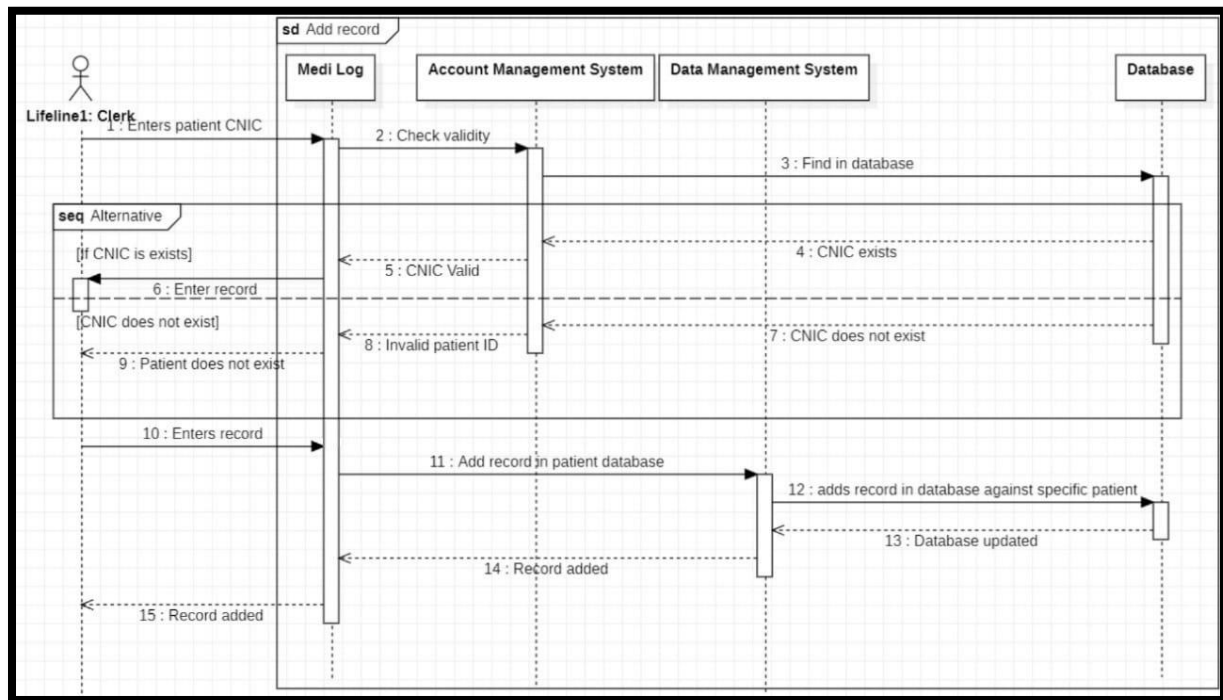 sd Add record
Medi Log
Account Management System
Data Management System
Database
Lifeline1: Clerk
1 : Enters patient CNIC
2 : Check validity
3 : Find in database
seq Alternative
[If CNIC is exists]
4 : CNIC exists
5 : CNIC Valid
6 : Enter record
[CNIC does not exist]
7 : CNIC does not exist
8 : Invalid patient ID
9 : Patient does not exist
10 : Enters record
11 : Add record in patient database
12 : adds record in database against specific patient
13 : Database updated
14 : Record added
15 : Record added